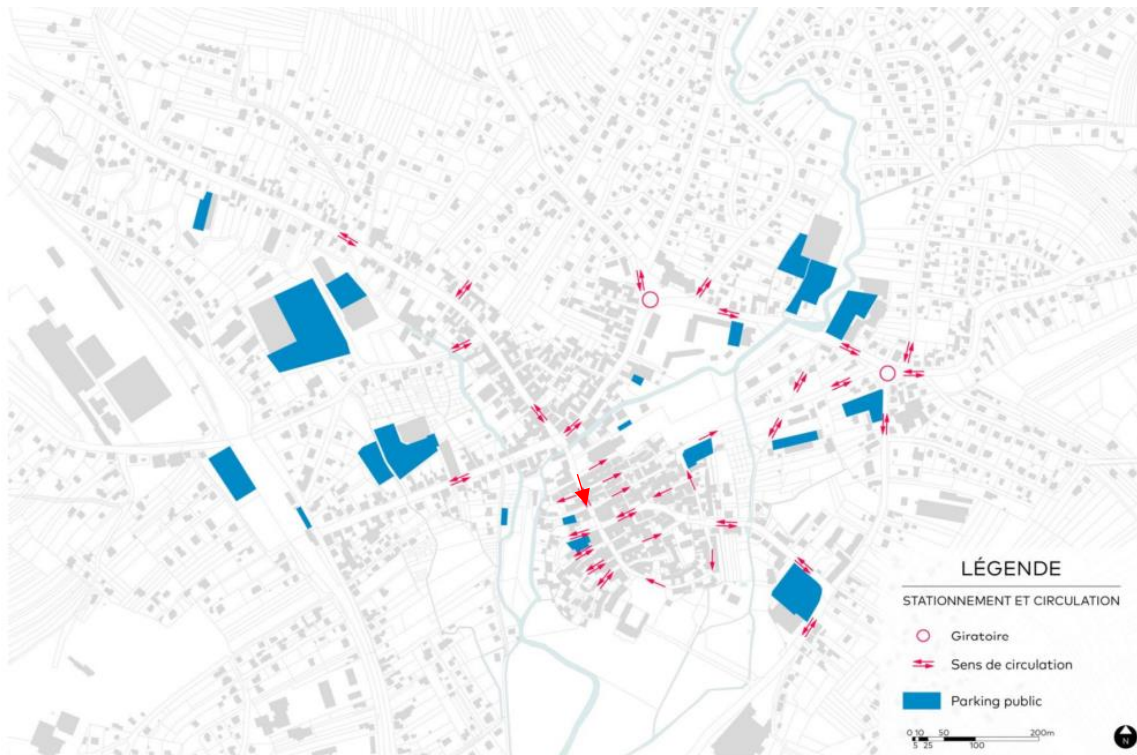 LÉGENDE
STATIONNEMENT ET CIRCULATION
Giratoire
Sens de circulation
Parking public
0 10 50 200m
5 25 100
N